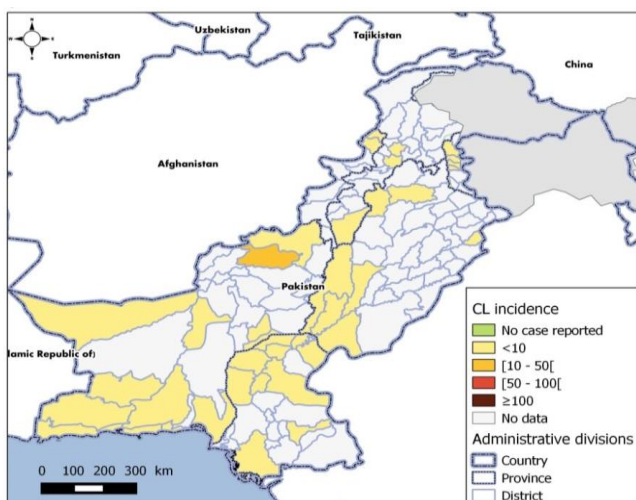 Uzbekistan
Tajikistan
Turkmenistan
China
Afghanistan
Pakistan
lamic Republic of
CL incidence
No case reported
<10
[10 - 50[
[50 - 100[
≥100
No data
Administrative divisions
Country
Province
District
0 100 200 300 km